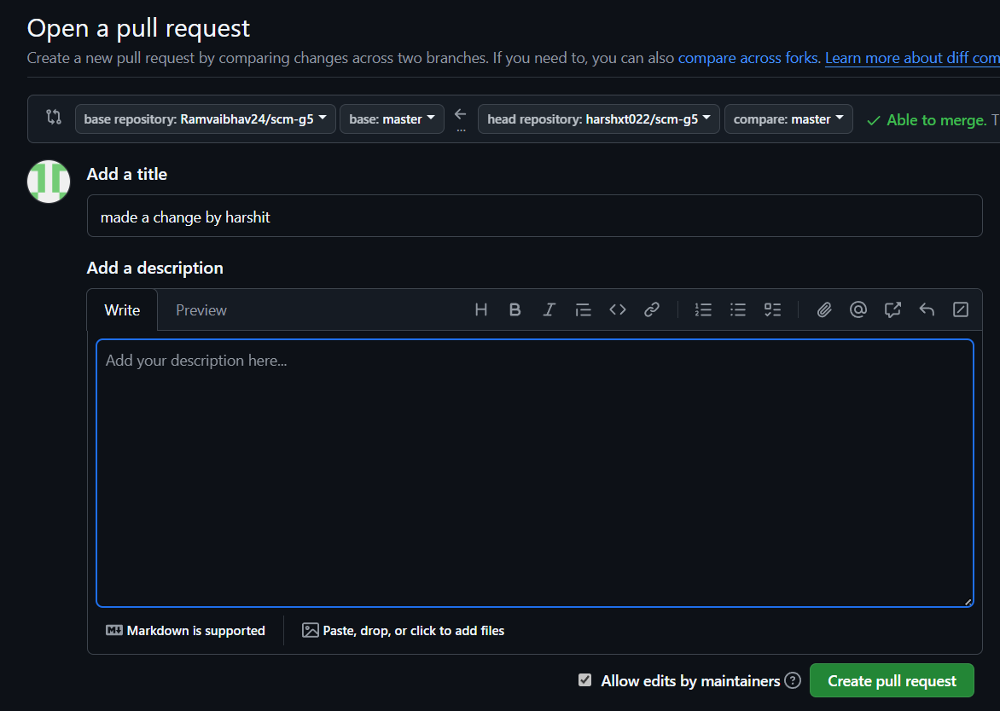 Open a pull request
Create a new pull request by comparing changes across two branches. If you need to, you can also compare across forks. Learn more about diff com
base repository: Ramvaibhav24/scm-g5 base: master ... head repository: harshxt022/scm-g5 compare: master Able to merge. T
Add a title
made a change by harshit
Add a description
Write Preview
Add your description here...
Markdown is supported Paste, drop, or click to add files
Allow edits by maintainers Create pull request